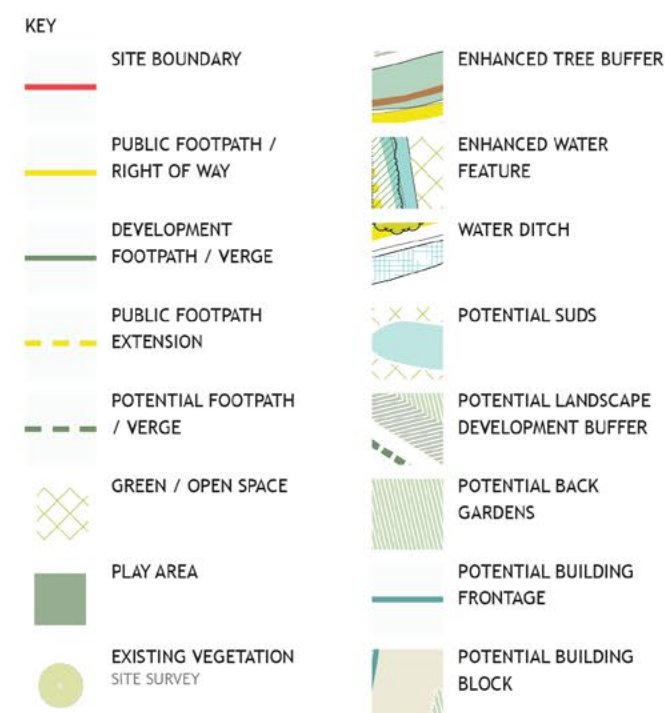 KEY
SITE BOUNDARY
PUBLIC FOOTPATH /
RIGHT OF WAY
DEVELOPMENT
FOOTPATH / VERGE
PUBLIC FOOTPATH
EXTENSION
POTENTIAL FOOTPATH
/ VERGE
GREEN / OPEN SPACE
PLAY AREA
EXISTING VEGETATION
SITE SURVEY
ENHANCED TREE BUFFER
ENHANCED WATER
FEATURE
WATER DITCH
POTENTIAL SUDS
POTENTIAL LANDSCAPE
DEVELOPMENT BUFFER
POTENTIAL BACK
GARDENS
POTENTIAL BUILDING
FRONTAGE
POTENTIAL BUILDING
BLOCK